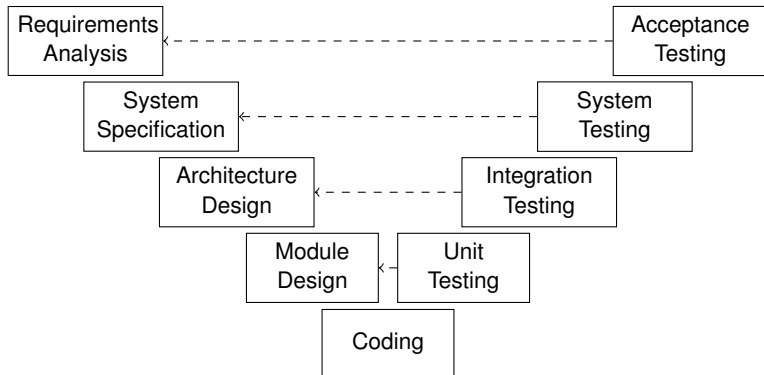 Requirements
Analysis
Acceptance
Testing
System
Specification
System
Testing
Architecture
Design
Integration
Testing
Module
Design
Unit
Testing
Coding